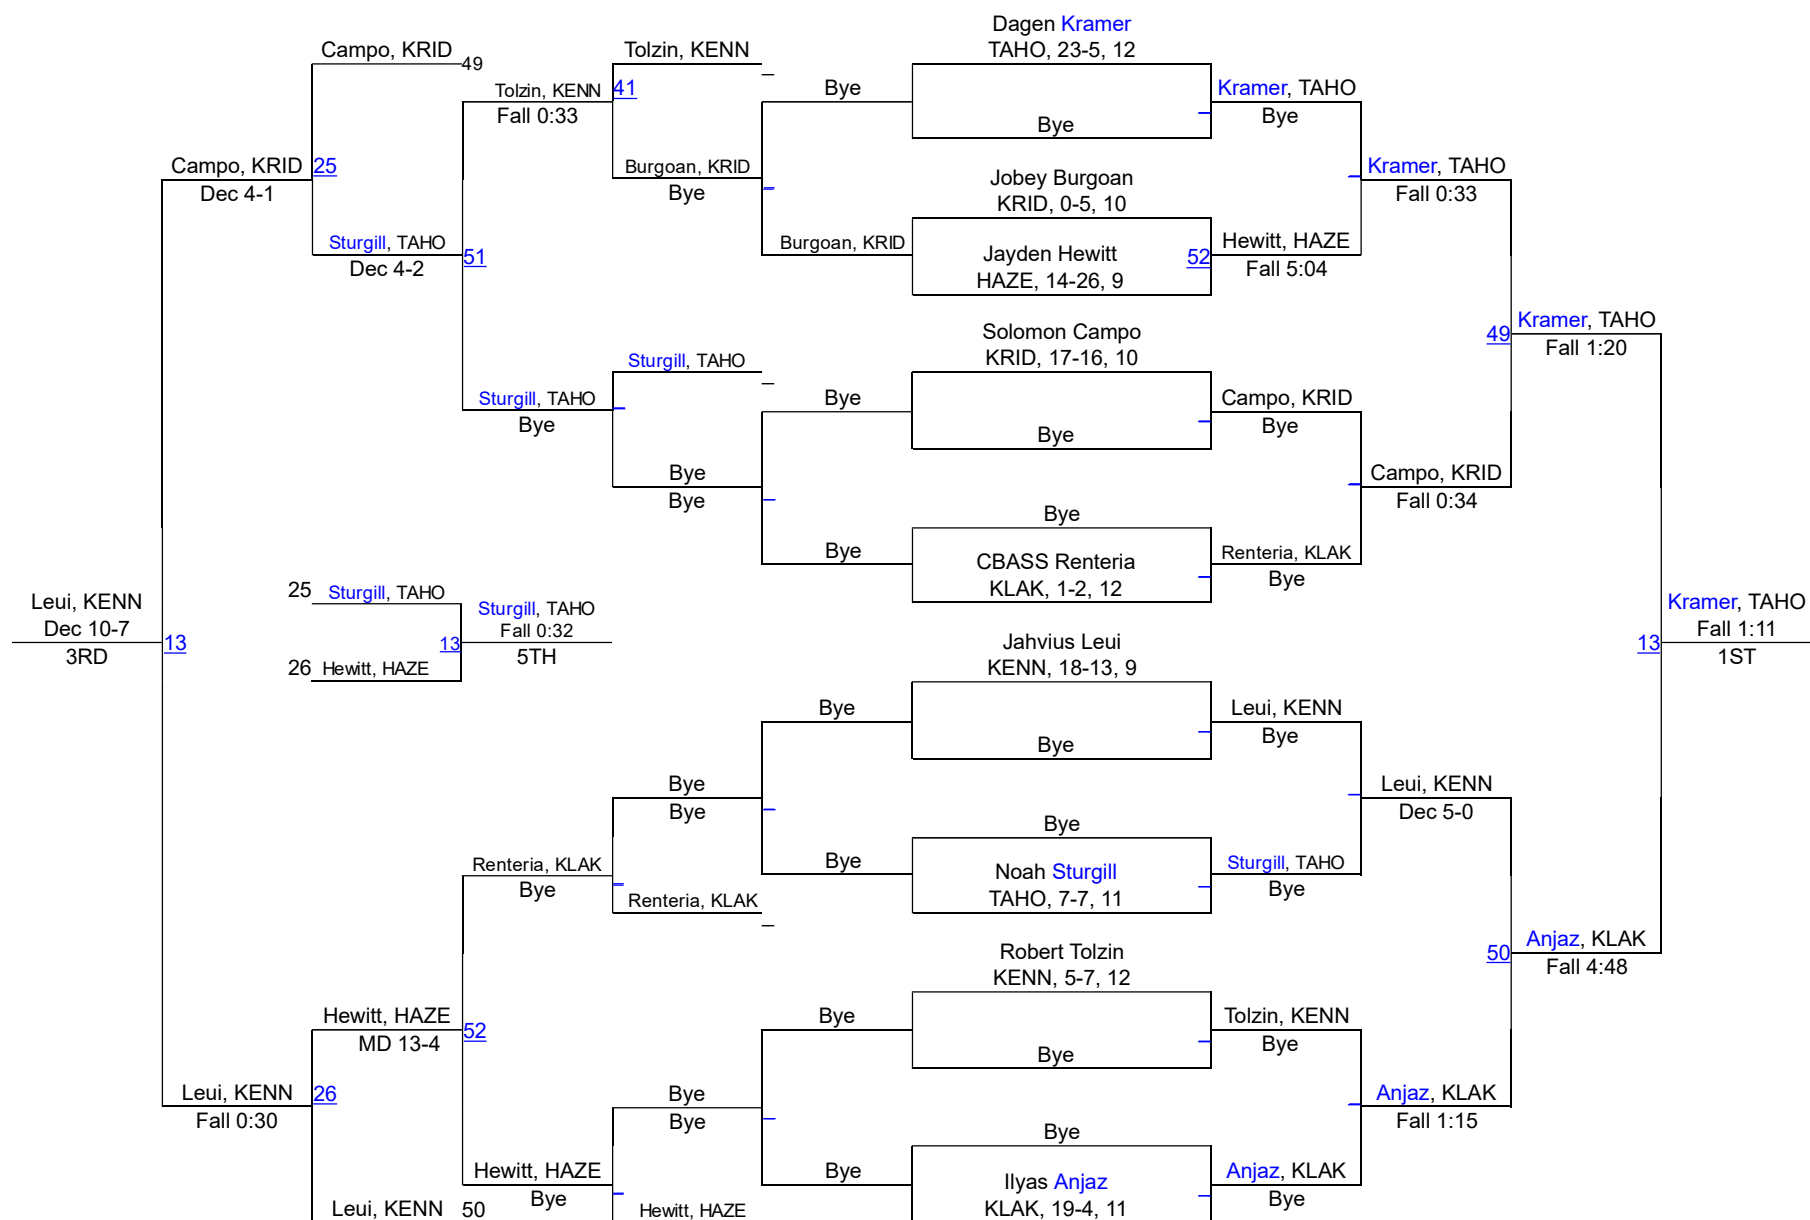 Dagen Kramer
Campo, KRID
49
Tolzin, KENN
TAHO, 23-5, 12
Tolzin, KENN
41
Bye
Kramer, TAHO
Fall 0:33
Bye
Bye
Campo, KRID
25
Burgoan, KRID
Jobey Burgoan
Kramer, TAHO
Dec 4-1
Bye
KRID, 0-5, 10
Fall 0:33
Sturgill, TAHO
51
Burgoan, KRID
Jayden Hewitt
52
Hewitt, HAZE
Dec 4-2
HAZE, 14-26, 9
Fall 5:04
Solomon Campo
49
Kramer, TAHO
Sturgill, TAHO
KRID, 17-16, 10
Fall 1:20
Sturgill, TAHO
Bye
Campo, KRID
Bye
Bye
Bye
Bye
Campo, KRID
Bye
Fall 0:34
Bye
Bye
CBASS Renteria
Renteria, KLAK
KLAK, 1-2, 12
Bye
25
Sturgill, TAHO
Leui, KENN
Sturgill, TAHO
Kramer, TAHO
Dec 10-7
13
13
Fall 0:32
Jahvius Leui
13
Fall 1:11
3RD
26
Hewitt, HAZE
5TH
KENN, 18-13, 9
1ST
Bye
Leui, KENN
Bye
Bye
Bye
Leui, KENN
Bye
Dec 5-0
Bye
Renteria, KLAK
Bye
Noah Sturgill
Sturgill, TAHO
Bye
TAHO, 7-7, 11
Bye
Renteria, KLAK
Robert Tolzin
50
Anjaz, KLAK
KENN, 5-7, 12
Fall 4:48
Hewitt, HAZE
52
Bye
Tolzin, KENN
MD 13-4
Bye
Bye
Leui, KENN
26
Bye
Anjaz, KLAK
Fall 0:30
Bye
Fall 1:15
Bye
Hewitt, HAZE
Bye
Ilyas Anjaz
Anjaz, KLAK
Bye
Bye
Leui, KENN
50
Hewitt, HAZE
KLAK, 19-4, 11